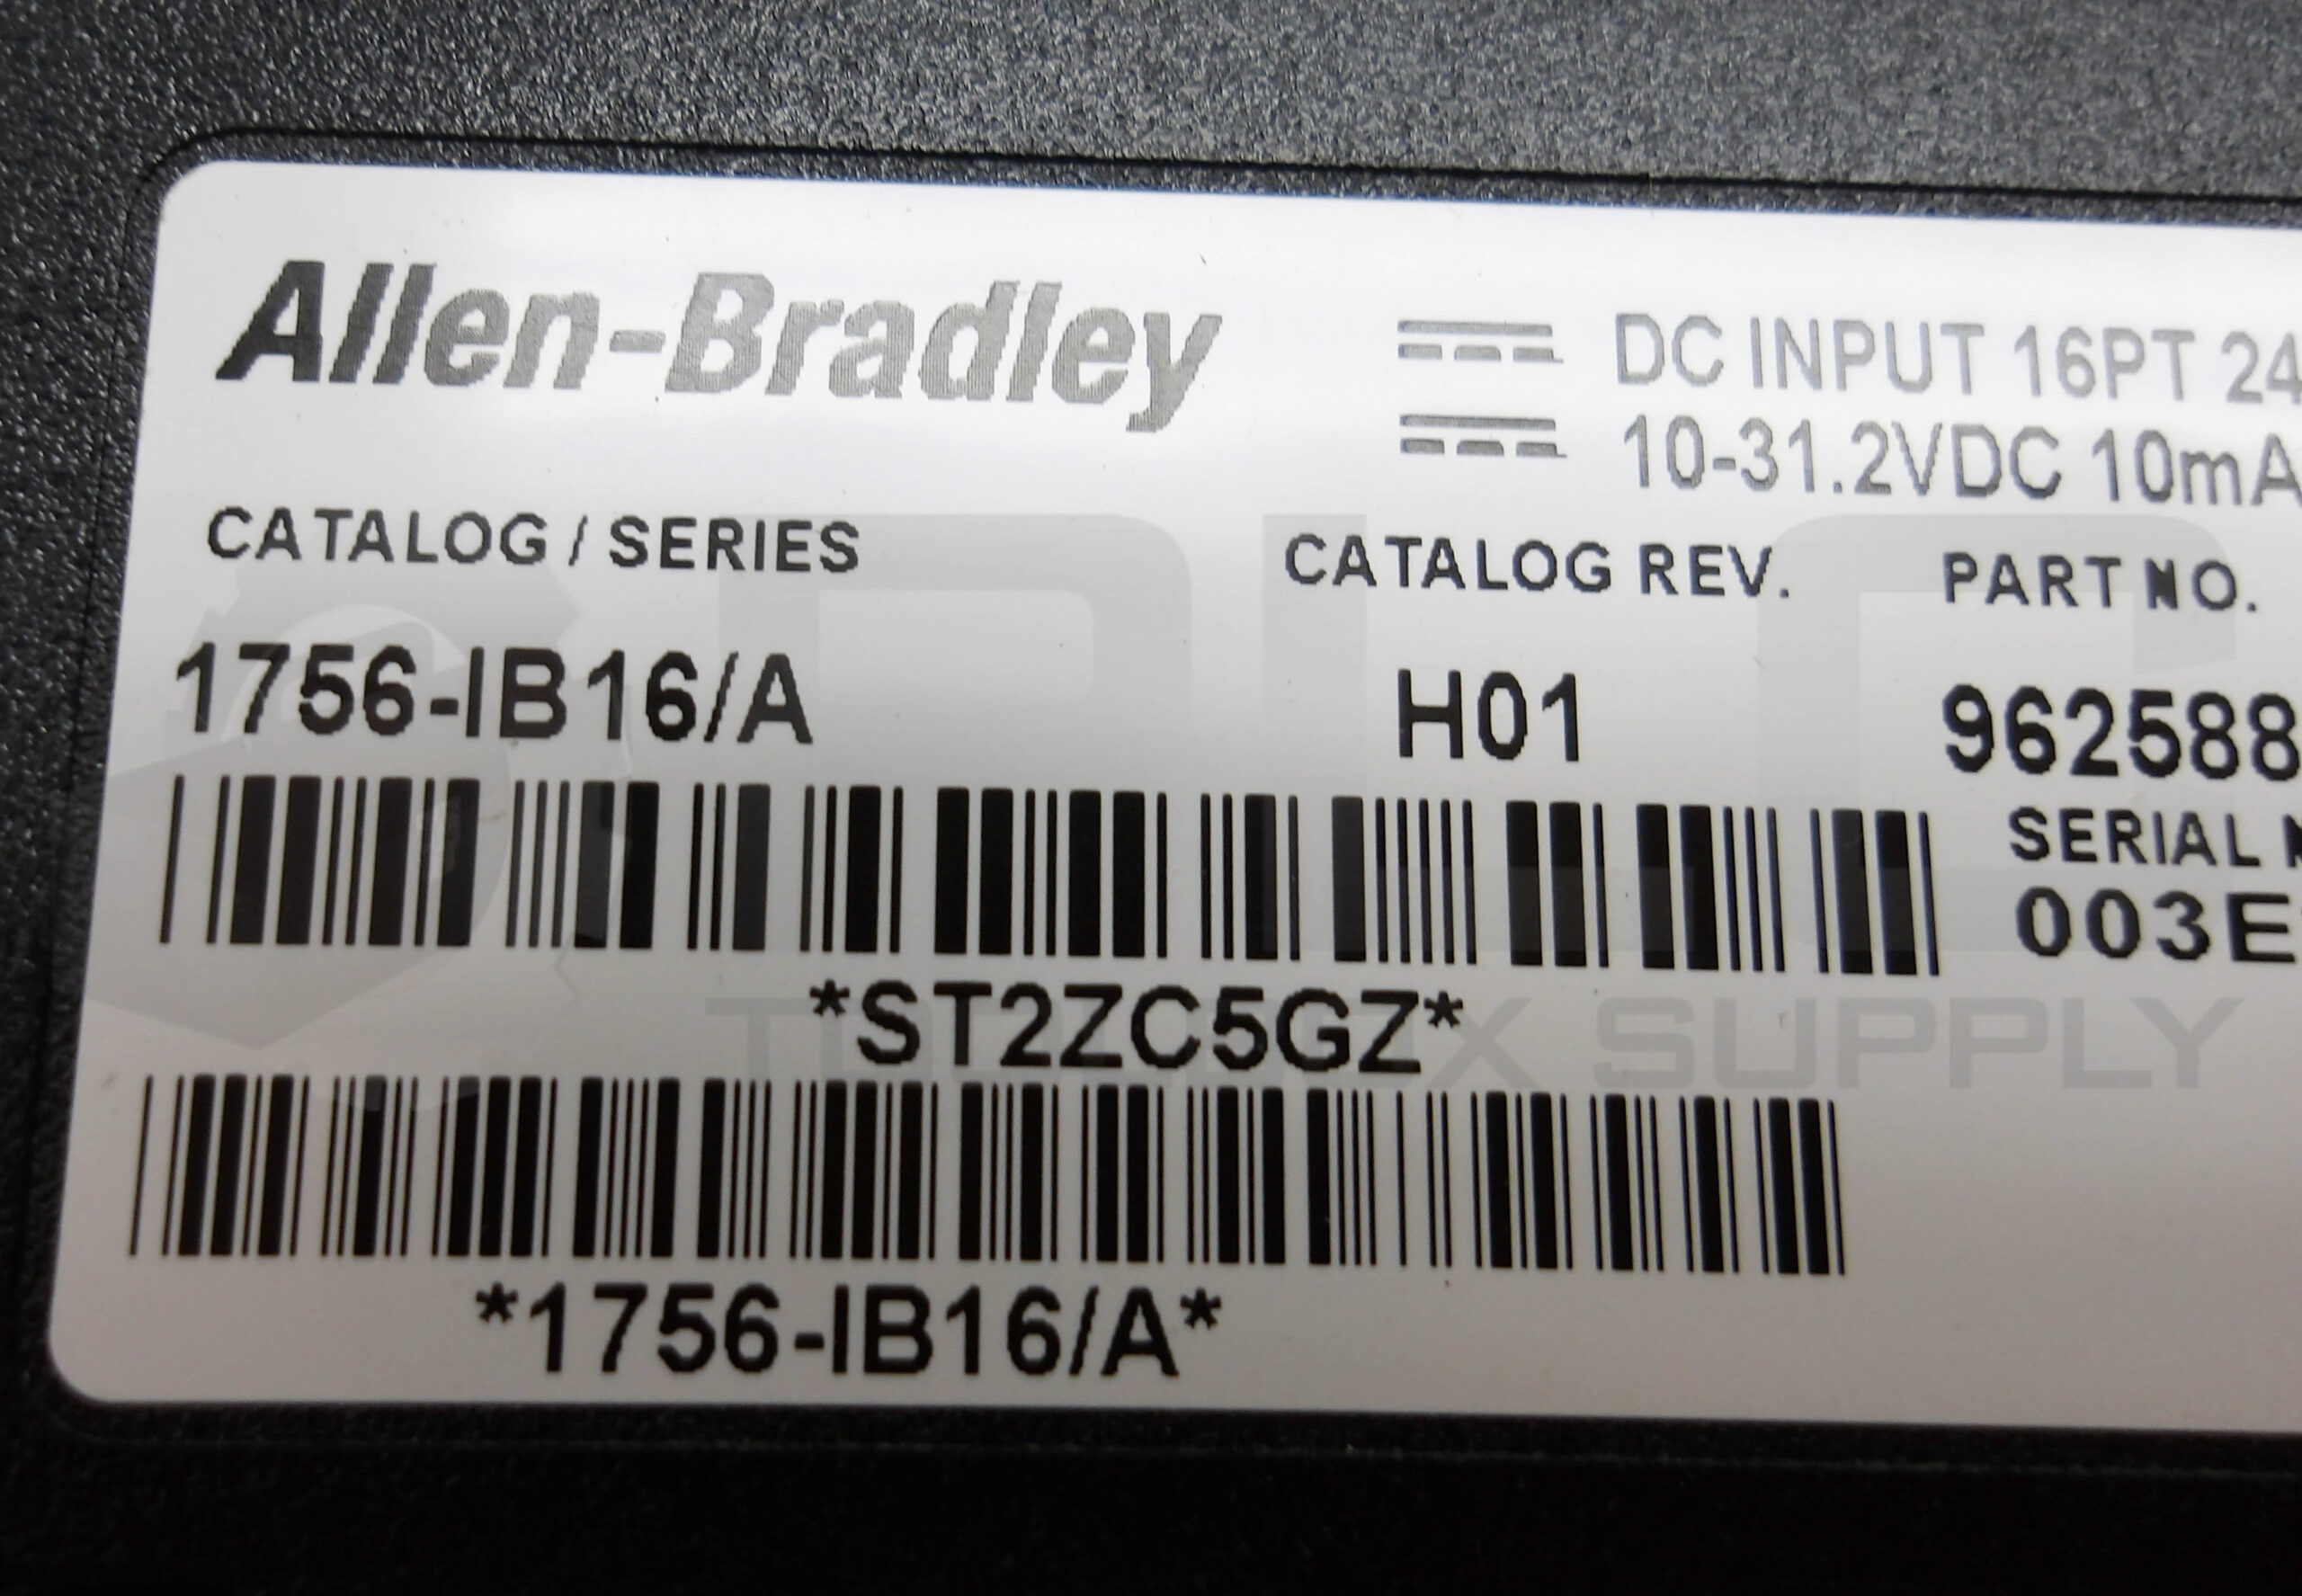 Allen-Bradley
DC INPUT 16PT 24
10-31.2VDC 10mA
CATALOG / SERIES
CATALOG REV.
PART NO.
1756-IB16/A
H01
962588
SERIAL
003E
*ST2ZC5GZ*
SUPPLY
*1756-IB16/A*